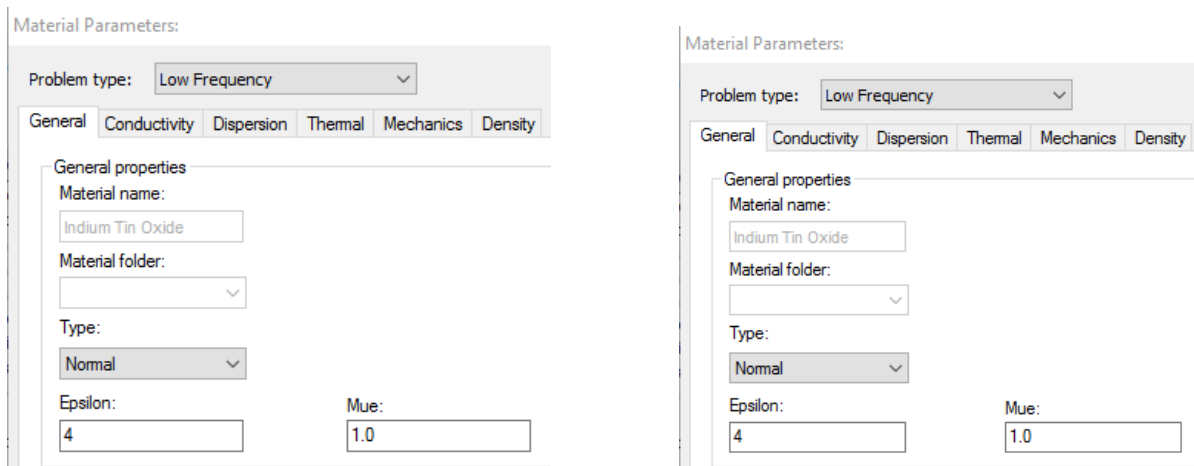 Material Parameters:
Problem type: Low Frequency
General Conductivity Dispersion Thermal Mechanics Density
General properties
Material name:
Indium Tin Oxide
Material folder:
Type:
Normal
Epsilon: Mue:
4 1.0
Material Parameters:
Problem type: Low Frequency
General Conductivity Dispersion Thermal Mechanics Density
General properties
Material name:
Indium Tin Oxide
Material folder:
Type:
Normal
Epsilon: Mue:
4 1.0